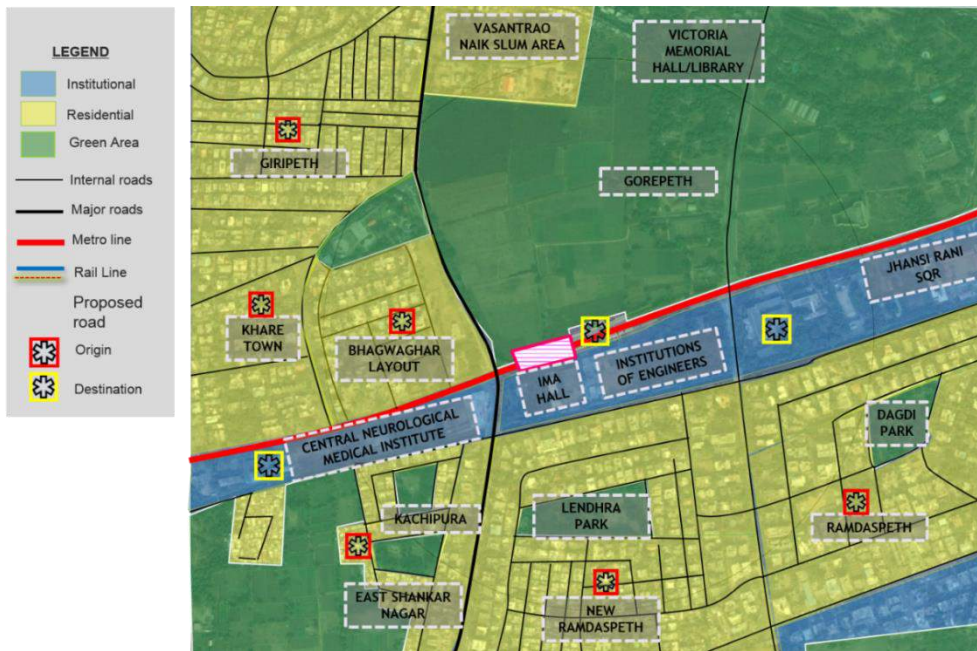 LEGEND
Institutional
Residential
Green Area
Internal roads
Major roads
Metro line
Rail Line
Proposed
road
Origin
Destination
VASANTRAO
NAIK SLUM AREA
VICTORIA
MEMORIAL
HALL/LIBRARY
GIRIPETH
GOREPETH
JHANSI RANI
SQR
KHARE
TOWN
BHAGWAGHAR
LAYOUT
IMA
HALL
INSTITUTIONS
OF ENGINEERS
CENTRAL NEUROLOGICAL
MEDICAL INSTITUTE
DAGDI
PARK
KACHIPURA
LENDHRA
PARK
RAMDASPETH
EAST SHANKAR
NAGAR
NEW
RAMDASPETH